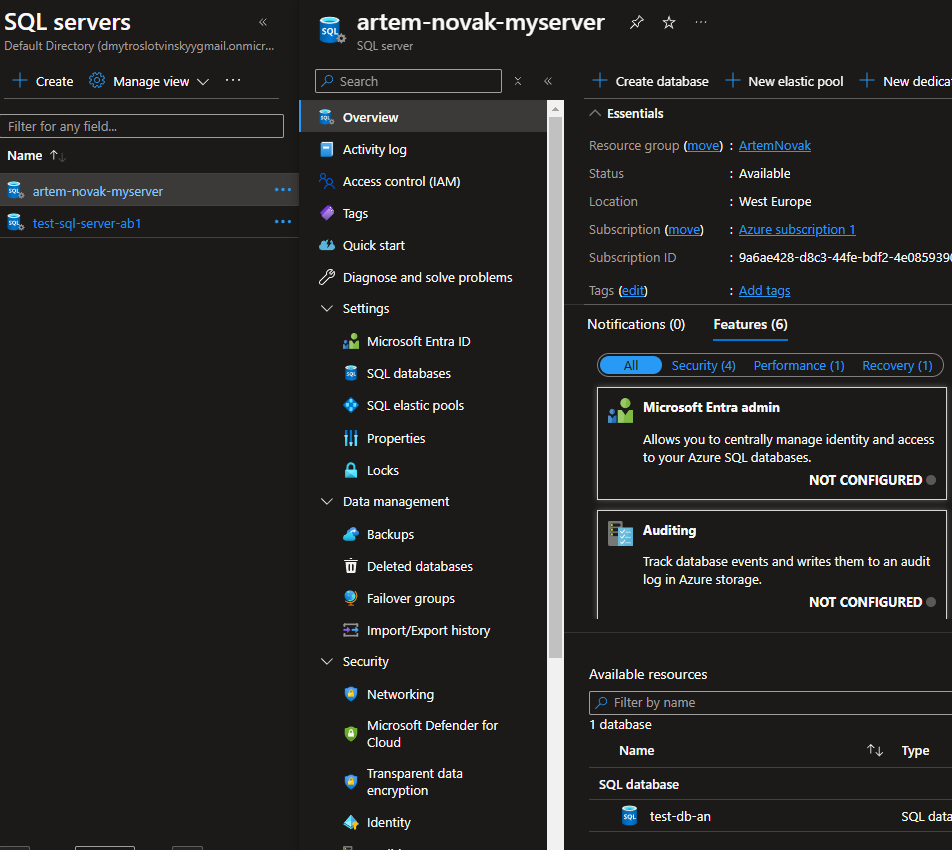 SQL servers
Default Directory (dmytroslotvinskyygmail.onmicr...
Create
Manage view
Filter for any field...
Name
artem-novak-myserver
test-sql-server-ab1
artem-novak-myserver
SQL server
Search
Overview
Activity log
Access control (IAM)
Tags
Quick start
Diagnose and solve problems
Settings
Microsoft Entra ID
SQL databases
SQL elastic pools
Properties
Locks
Data management
Backups
Deleted databases
Failover groups
Import/Export history
Security
Networking
Microsoft Defender for
Cloud
Transparent data
encryption
Identity
Create database
New elastic pool
New dedica
Essentials
Resource group (move) : ArtemNovak
Status : Available
Location : West Europe
Subscription (move) : Azure subscription 1
Subscription ID : 9a6ae428-d8c3-44fe-bdf2-4e085939
Tags (edit) : Add tags
Notifications (0) Features (6)
All Security (4) Performance (1) Recovery (1)
Microsoft Entra admin
Allows you to centrally manage identity and access
to your Azure SQL databases.
NOT CONFIGURED
Auditing
Track database events and writes them to an audit
log in Azure storage.
NOT CONFIGURED
Available resources
Filter by name
1 database
Name Type
SQL database
test-db-an SQL data